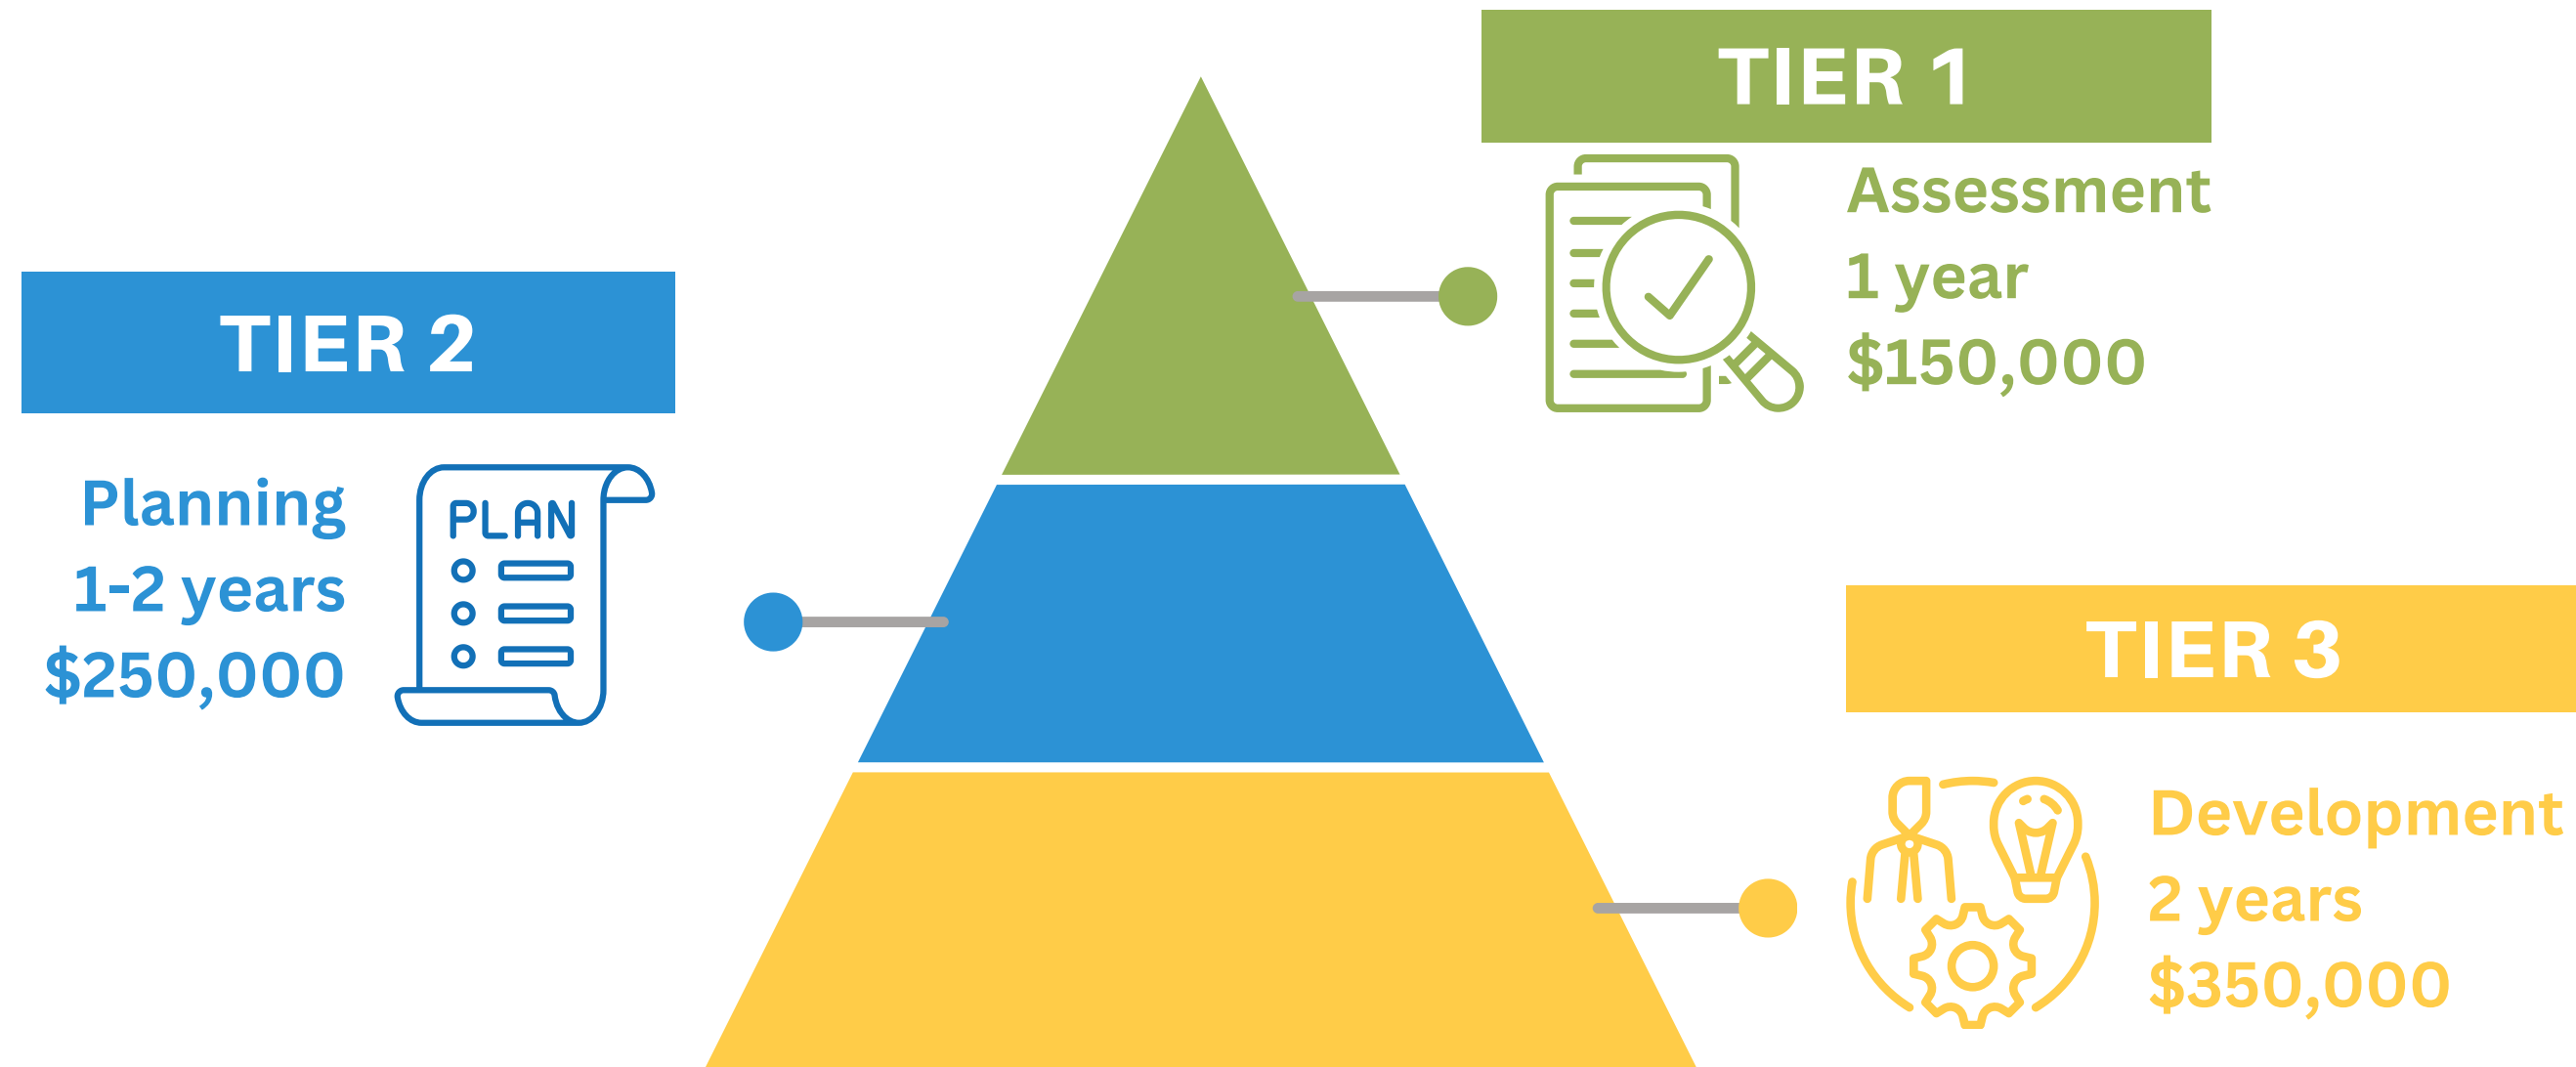 TIER 1
Assessment
1 year
$150,000
TIER 2
Planning
1-2 years
$250,000
PLAN
TIER 3
Development
2 years
$350,000